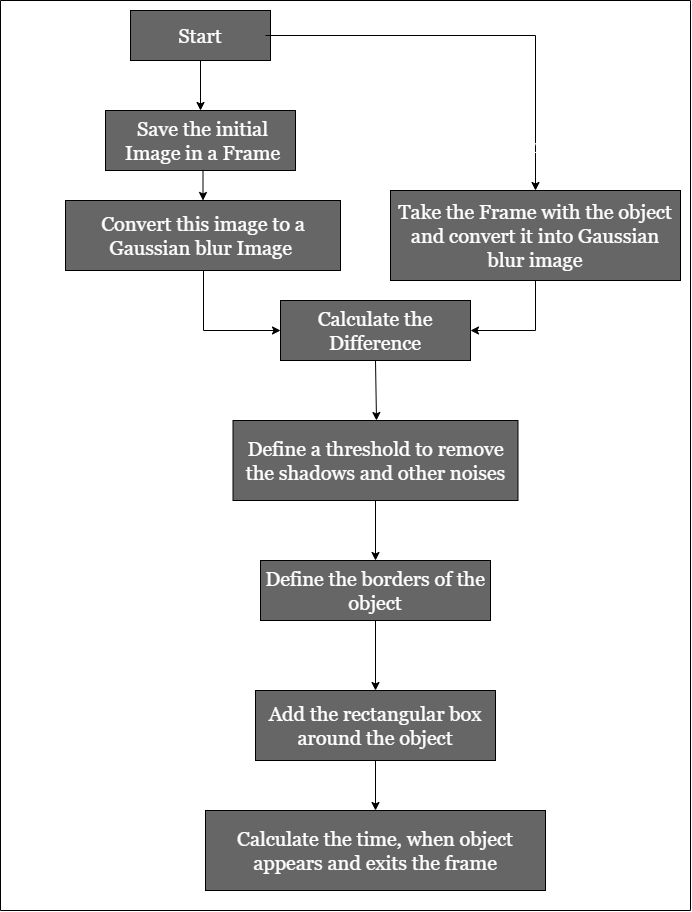 Start
Save the initial
Image in a Frame
Convert this image to a
Gaussian blur Image
Take the Frame with the object
and convert it into Gaussian
blur image
Calculate the
Difference
Define a threshold to remove
the shadows and other noises
Define the borders of the
object
Add the rectangular box
around the object
Calculate the time, when object
appears and exits the frame